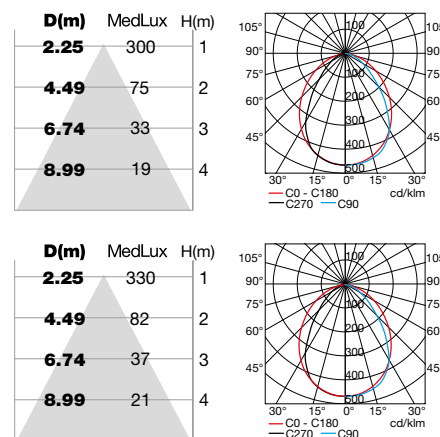 D(m) MedLux H(m)
2.25 300 1
4.49 75 2
6.74 33 3
8.99 19 4
100
105° 105°
90° 90°
75° 75°
100
60° 60°
200
300
45° 45°
400
500
30° 15° 0° 15° 30°
C0 - C180 cd/klm
C270 C90
D(m) MedLux H(m)
2.25 330 1
4.49 82 2
6.74 37 3
8.99 21 4
100
105° 105°
90° 90°
75° 75°
100
60° 60°
200
300
45° 45°
400
500
30° 15° 0° 15° 30°
C0 - C180 cd/klm
C270 C90